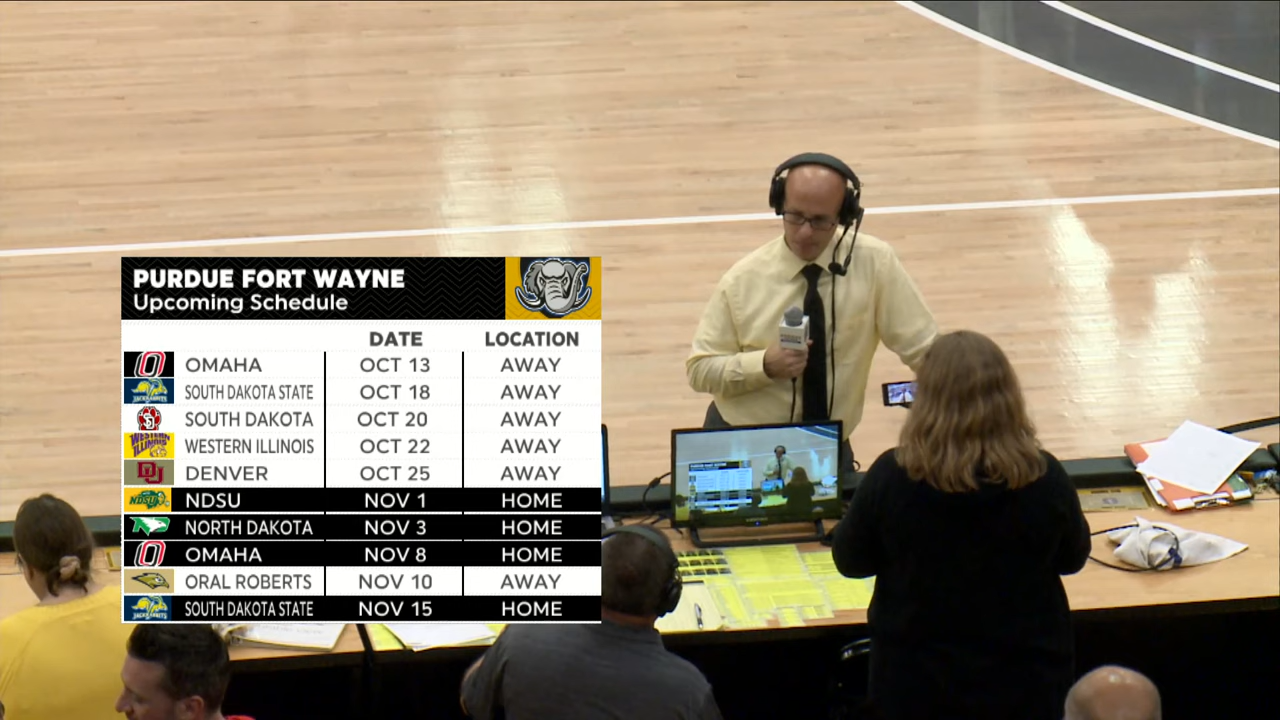 PURDUE FORT WAYNE
Upcoming Schedule
DATE LOCATION
OMAHA OCT 13 AWAY
SOUTH DAKOTA STATE OCT 18 AWAY
SOUTH DAKOTA OCT 20 AWAY
WESTERN ILLINOIS OCT 22 AWAY
DENVER OCT 25 AWAY
NDSU NOV 1 HOME
NORTH DAKOTA NOV 3 HOME
OMAHA NOV 8 HOME
ORAL ROBERTS NOV 10 AWAY
SOUTH DAKOTA STATE NOV 15 HOME